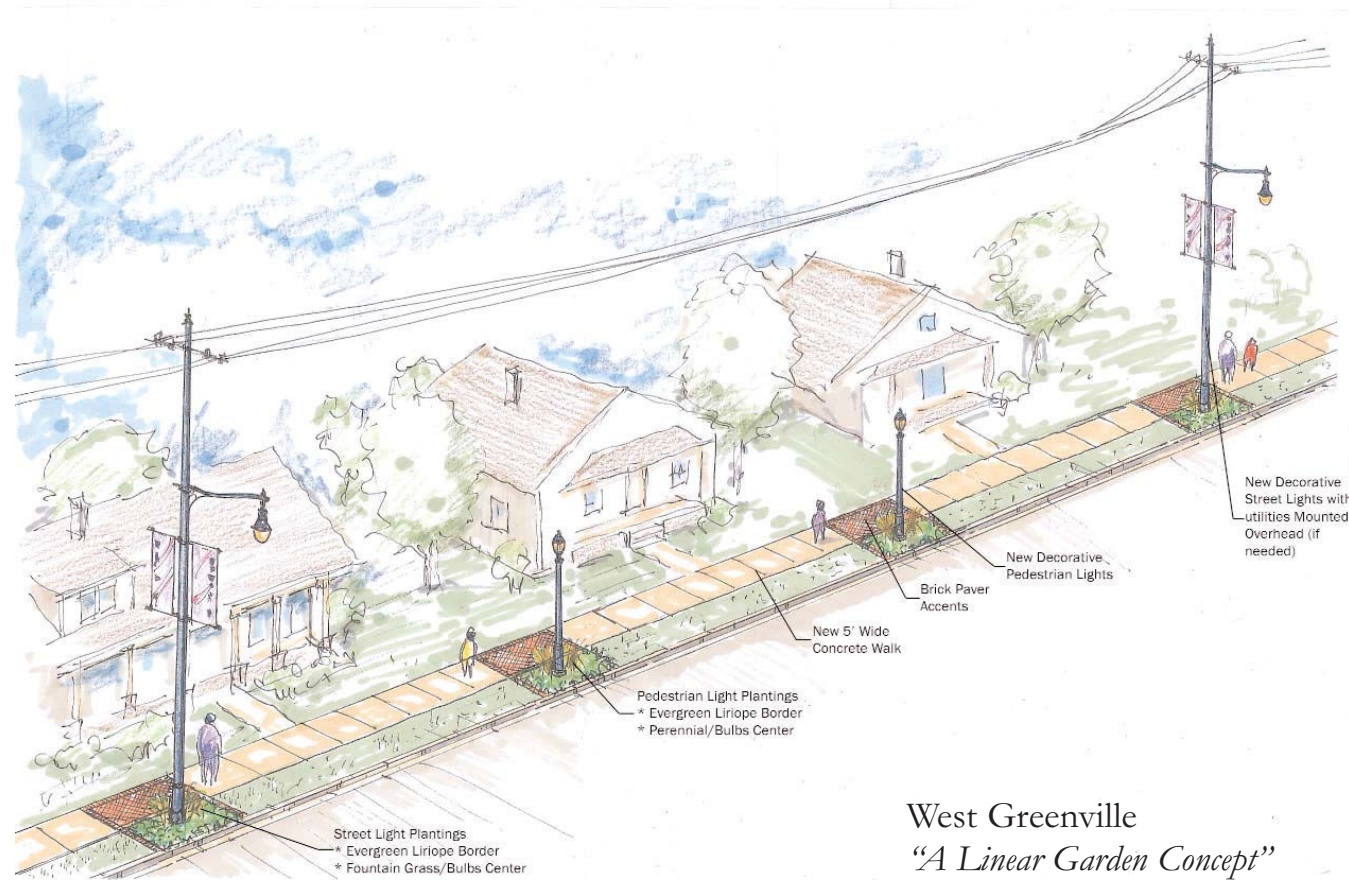 New Decorative
Street Lights with
utilities Mounted
Overhead (if
needed)
New Decorative
Pedestrian Lights
Brick Paver
Accents
New 5' Wide
Concrete Walk
Pedestrian Light Plantings
* Evergreen Liriope Border
* Perennial/Bulbs Center
Street Light Plantings
* Evergreen Liriope Border
* Fountain Grass/Bulbs Center
West Greenville
“A Linear Garden Concept”